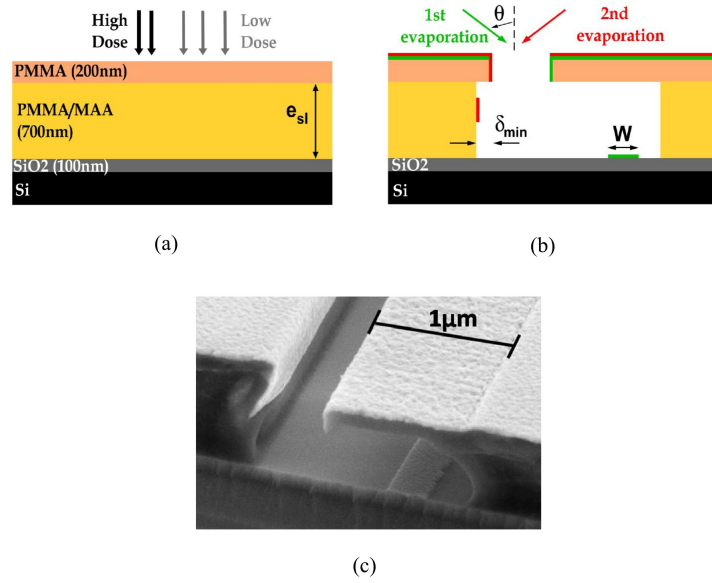 High
Dose
Low
Dose
PMMA (200nm)
PMMA/MAA
(700nm)
esl
SiO2 (100nm)
Si
(a)
1st
evaporation
θ
2nd
evaporation
δmin
W
SiO2
Si
(b)
1µm
(c)